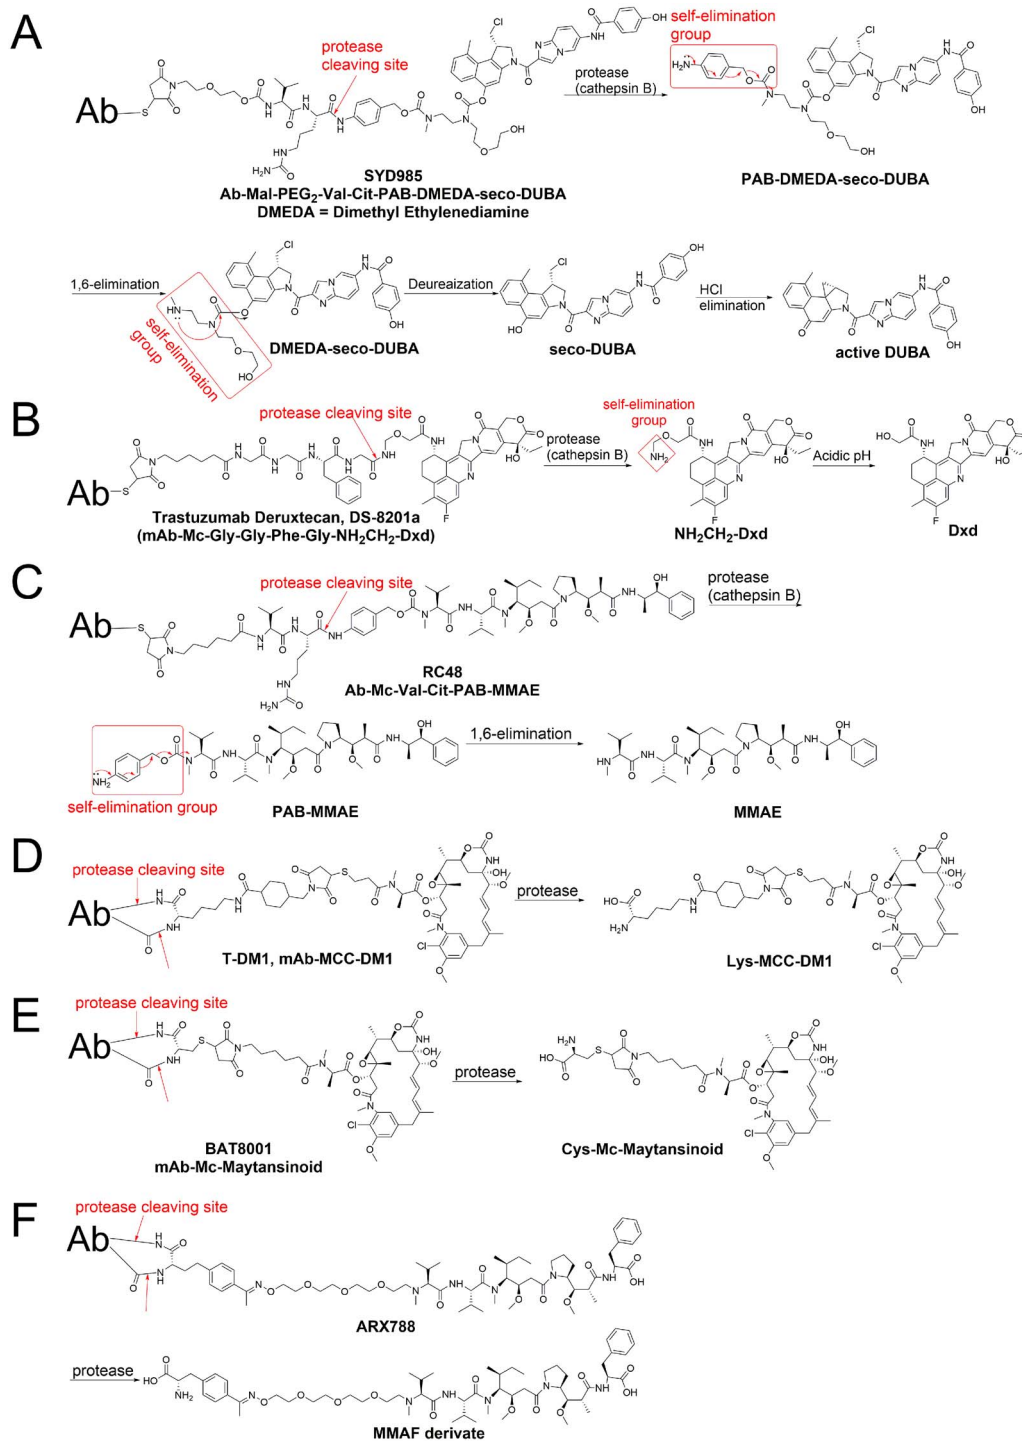 A
protease
cleaving site
self-elimination
group
Ab
protease
(cathepsin B)
SYD985
Ab-Mal-PEG2-Val-Cit-PAB-DMEDA-seco-DUBA
DMEDA = Dimethyl Ethylenediamine
PAB-DMEDA-seco-DUBA
1,6-elimination
self-elimination
group
DMEDA-seco-DUBA
Deureaization
seco-DUBA
HCl
elimination
active DUBA
B
protease cleaving site
self-elimination
group
Ab
protease
(cathepsin B)
Acidic pH
Trastuzumab Deruxtecan, DS-8201a
(mAb-Mc-Gly-Gly-Phe-Gly-NH2CH2-Dxd)
NH2CH2-Dxd
Dxd
C
protease cleaving site
protease
(cathepsin B)
Ab
RC48
Ab-Mc-Val-Cit-PAB-MMAE
self-elimination group
PAB-MMAE
1,6-elimination
MMAE
D
protease cleaving site
Ab
T-DM1, mAb-MCC-DM1
protease
Lys-MCC-DM1
E
protease cleaving site
Ab
BAT8001
mAb-Mc-Maytansinoid
protease
Cys-Mc-Maytansinoid
F
protease cleaving site
Ab
ARX788
protease
MMAF derivate